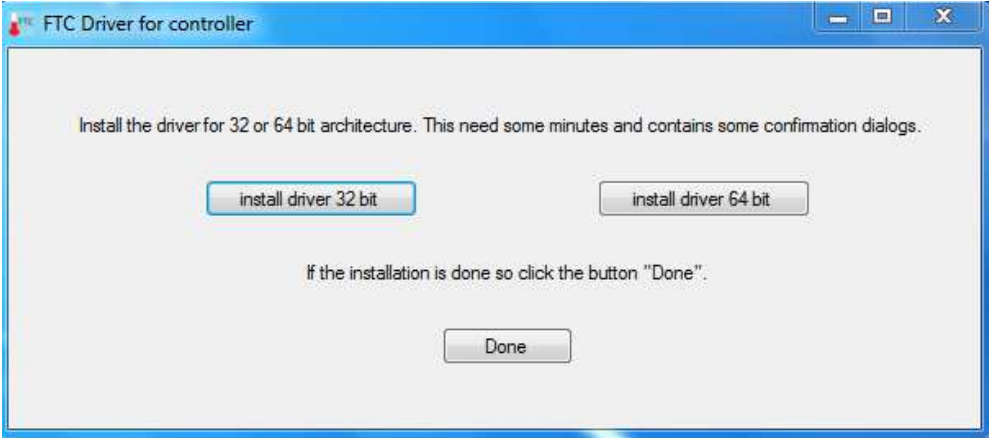 FTC Driver for controller
Install the driver for 32 or 64 bit architecture. This need some minutes and contains some confirmation dialogs.
install driver 32 bit
install driver 64 bit
If the installation is done so click the button "Done".
Done